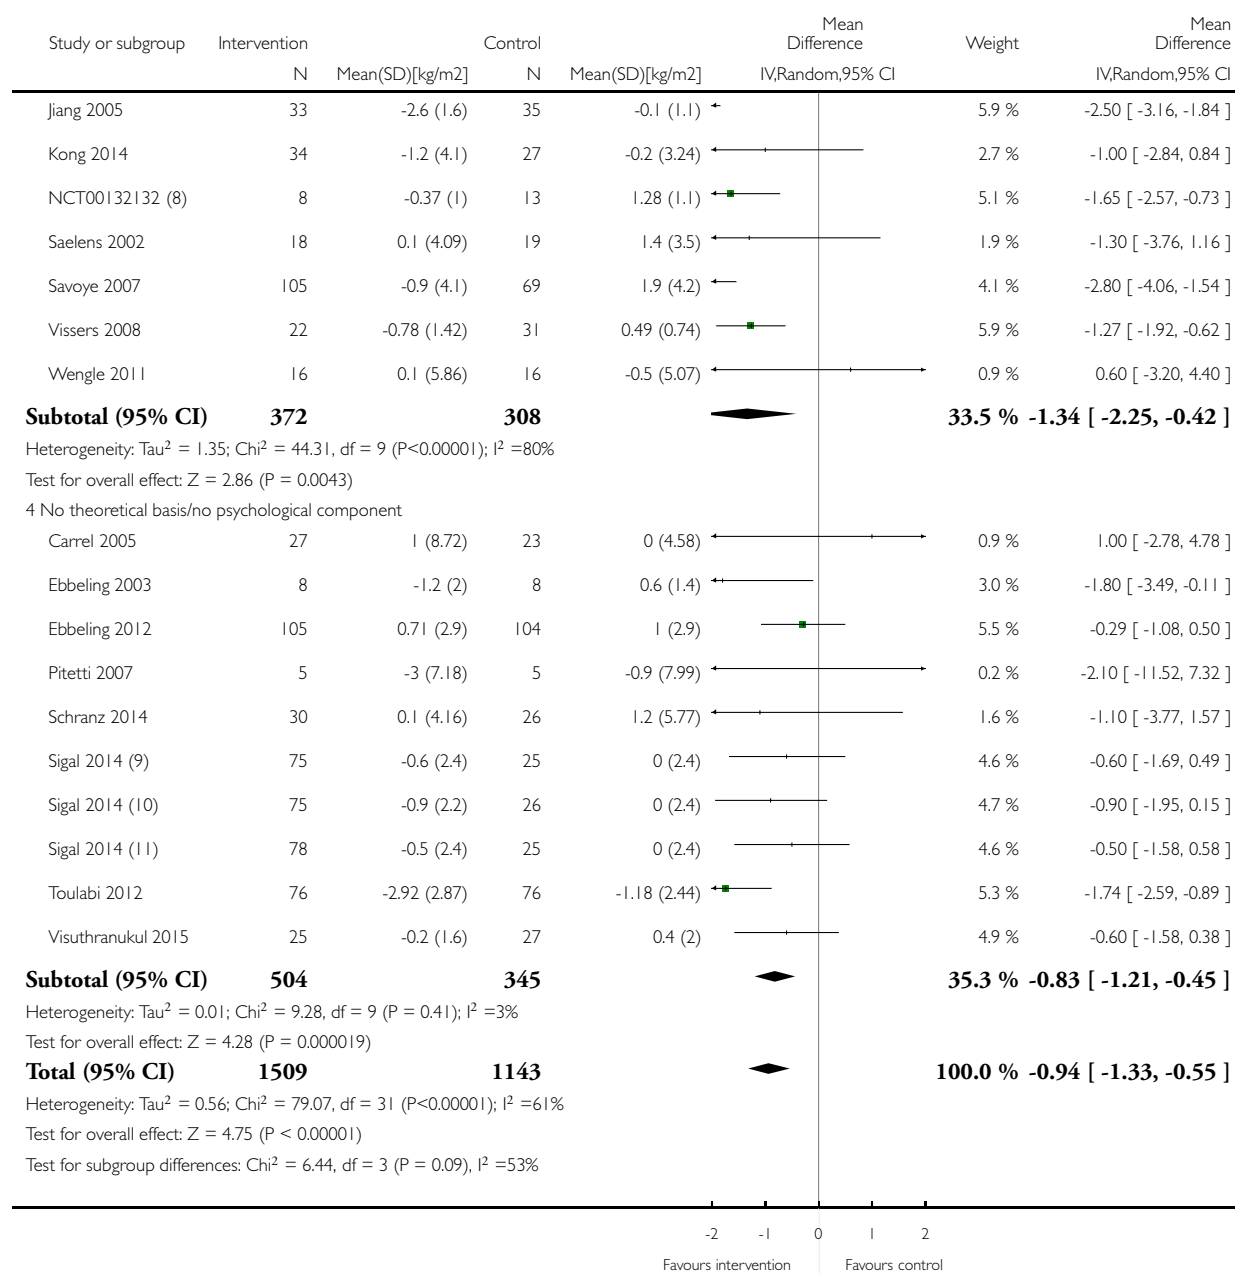 Mean Mean
Study or subgroup Intervention Control Difference Weight Difference
N Mean(SD)[kg/m2] N Mean(SD)[kg/m2] IV,Random,95% CI IV,Random,95% CI
Jiang 2005 33 -2.6 (1.6) 35 -0.1 (1.1) 5.9 % -2.50 [ -3.16, -1.84 ]
Kong 2014 34 -1.2 (4.1) 27 -0.2 (3.24) 2.7 % -1.00 [ -2.84, 0.84 ]
NCT00132132 (8) 8 -0.37 (1) 13 1.28 (1.1) 5.1 % -1.65 [ -2.57, -0.73 ]
Saelens 2002 18 0.1 (4.09) 19 1.4 (3.5) 1.9 % -1.30 [ -3.76, 1.16 ]
Savoye 2007 105 -0.9 (4.1) 69 1.9 (4.2) 4.1 % -2.80 [ -4.06, -1.54 ]
Vissers 2008 22 -0.78 (1.42) 31 0.49 (0.74) 5.9 % -1.27 [ -1.92, -0.62 ]
Wengle 2011 16 0.1 (5.86) 16 -0.5 (5.07) 0.9 % 0.60 [ -3.20, 4.40 ]
Subtotal (95% CI) 372 308 33.5 % -1.34 [ -2.25, -0.42 ]
Heterogeneity: Tau² = 1.35; Chi² = 44.31, df = 9 (P<0.00001); I² =80%
Test for overall effect: Z = 2.86 (P = 0.0043)
4 No theoretical basis/no psychological component
Carrel 2005 27 1 (8.72) 23 0 (4.58) 0.9 % 1.00 [ -2.78, 4.78 ]
Ebbeling 2003 8 -1.2 (2) 8 0.6 (1.4) 3.0 % -1.80 [ -3.49, -0.11 ]
Ebbeling 2012 105 0.71 (2.9) 104 1 (2.9) 5.5 % -0.29 [ -1.08, 0.50 ]
Pitetti 2007 5 -3 (7.18) 5 -0.9 (7.99) 0.2 % -2.10 [ -11.52, 7.32 ]
Schranz 2014 30 0.1 (4.16) 26 1.2 (5.77) 1.6 % -1.10 [ -3.77, 1.57 ]
Sigal 2014 (9) 75 -0.6 (2.4) 25 0 (2.4) 4.6 % -0.60 [ -1.69, 0.49 ]
Sigal 2014 (10) 75 -0.9 (2.2) 26 0 (2.4) 4.7 % -0.90 [ -1.95, 0.15 ]
Sigal 2014 (11) 78 -0.5 (2.4) 25 0 (2.4) 4.6 % -0.50 [ -1.58, 0.58 ]
Toulabi 2012 76 -2.92 (2.87) 76 -1.18 (2.44) 5.3 % -1.74 [ -2.59, -0.89 ]
Visuthranukul 2015 25 -0.2 (1.6) 27 0.4 (2) 4.9 % -0.60 [ -1.58, 0.38 ]
Subtotal (95% CI) 504 345 35.3 % -0.83 [ -1.21, -0.45 ]
Heterogeneity: Tau² = 0.01; Chi² = 9.28, df = 9 (P = 0.41); I² =3%
Test for overall effect: Z = 4.28 (P = 0.000019)
Total (95% CI) 1509 1143 100.0 % -0.94 [ -1.33, -0.55 ]
Heterogeneity: Tau² = 0.56; Chi² = 79.07, df = 31 (P<0.00001); I² =61%
Test for overall effect: Z = 4.75 (P < 0.00001)
Test for subgroup differences: Chi² = 6.44, df = 3 (P = 0.09), I² =53%
-2 -1 0 1 2
Favours intervention Favours control